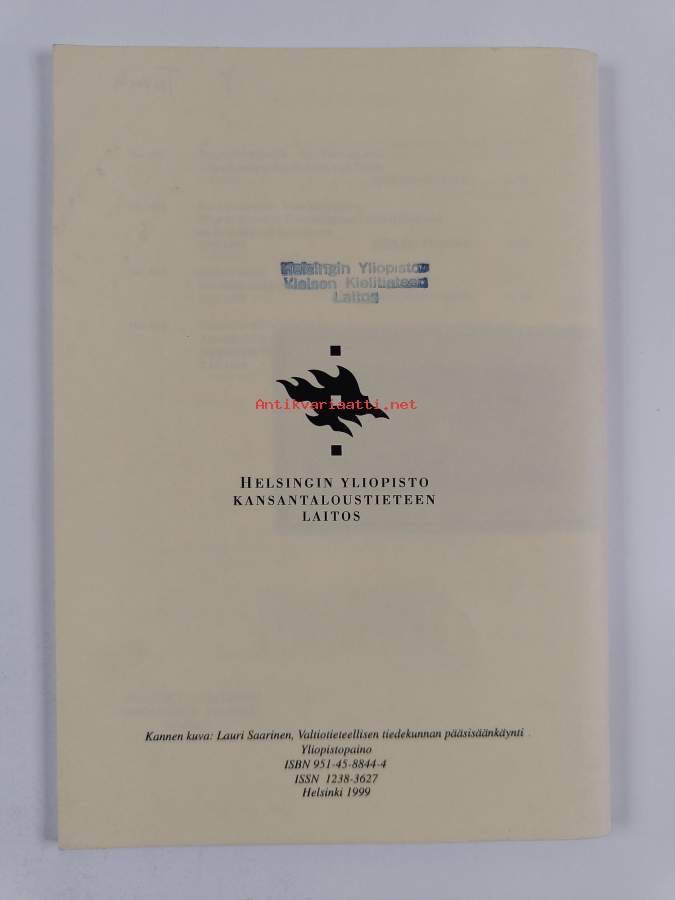 Helsingin Yliopisto
Yleisen Kielitieteen
Laitos
Antikvariaatti.net
HELSINGIN YLIOPISTO
KANSANTALOUSTIETEEN
LAITOS
Kannen kuva: Lauri Saarinen, Valtiotieteellisen tiedekunnan pääsisäänkäynti
Yliopistopaino
ISBN 951-45-8844-4
ISSN 1238-3627
Helsinki 1999